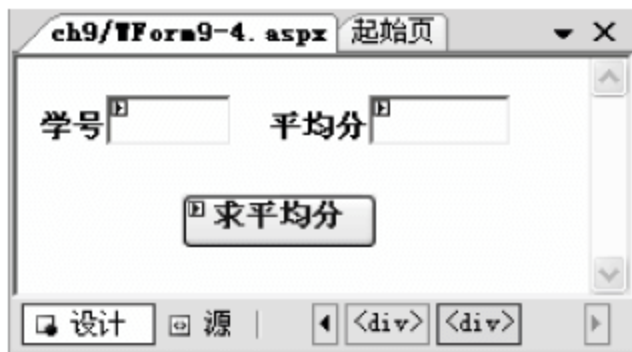 ch9/WForm9-4.aspx 起始页
学号 平均分
求平均分
设计 源 <div> <div>